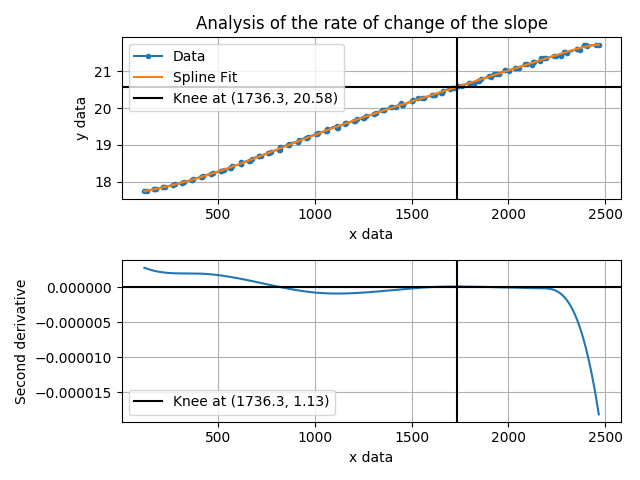 Analysis of the rate of change of the slope
Data
Spline Fit
Knee at (1736.3, 20.58)
y data
21
20
19
18
500 1000 1500 2000 2500
x data
Second derivative
0.000000
−0.000005
−0.000010
−0.000015
Knee at (1736.3, 1.13)
500 1000 1500 2000 2500
x data